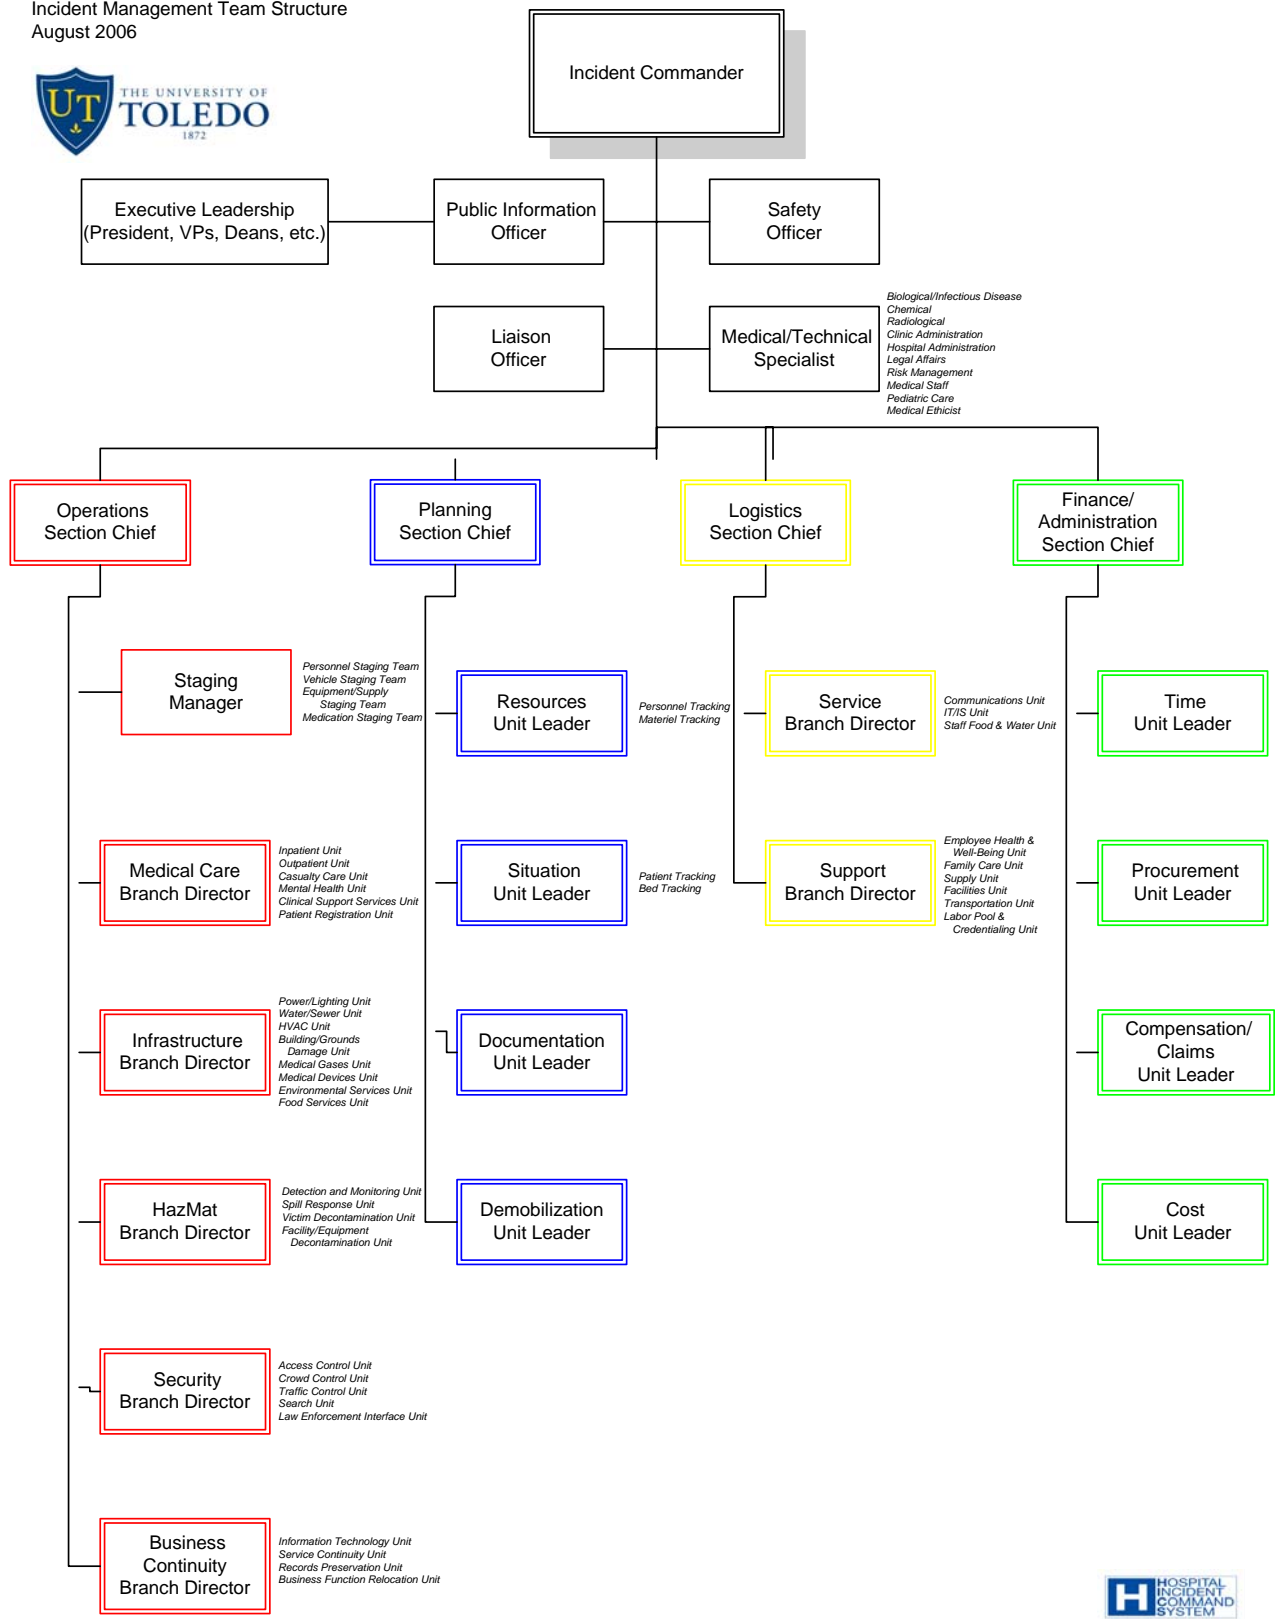 Incident Management Team Structure
August 2006
UT
THE UNIVERSITY OF
TOLEDO
1872
Incident Commander
Executive Leadership
(President, VPs, Deans, etc.)
Public Information
Officer
Safety
Officer
Liaison
Officer
Medical/Technical
Specialist
Biological/Infectious Disease
Chemical
Radiological
Clinic Administration
Hospital Administration
Legal Affairs
Risk Management
Medical Staff
Pediatric Care
Medical Ethicist
Operations
Section Chief
Planning
Section Chief
Logistics
Section Chief
Finance/
Administration
Section Chief
Staging
Manager
Personnel Staging Team
Vehicle Staging Team
Equipment/Supply
Staging Team
Medication Staging Team
Resources
Unit Leader
Personnel Tracking
Materiel Tracking
Service
Branch Director
Communications Unit
IT/IS Unit
Staff Food & Water Unit
Time
Unit Leader
Medical Care
Branch Director
Inpatient Unit
Outpatient Unit
Casualty Care Unit
Mental Health Unit
Clinical Support Services Unit
Patient Registration Unit
Situation
Unit Leader
Patient Tracking
Bed Tracking
Support
Branch Director
Employee Health &
Well-Being Unit
Family Care Unit
Supply Unit
Facilities Unit
Transportation Unit
Labor Pool &
Credentialing Unit
Procurement
Unit Leader
Infrastructure
Branch Director
Power/Lighting Unit
Water/Sewer Unit
HVAC Unit
Building/Grounds
Damage Unit
Medical Gases Unit
Medical Devices Unit
Environmental Services Unit
Food Services Unit
Documentation
Unit Leader
Compensation/
Claims
Unit Leader
HazMat
Branch Director
Detection and Monitoring Unit
Spill Response Unit
Victim Decontamination Unit
Facility/Equipment
Decontamination Unit
Demobilization
Unit Leader
Cost
Unit Leader
Security
Branch Director
Access Control Unit
Crowd Control Unit
Traffic Control Unit
Search Unit
Law Enforcement Interface Unit
Business
Continuity
Branch Director
Information Technology Unit
Service Continuity Unit
Records Preservation Unit
Business Function Relocation Unit
H
HOSPITAL
INCIDENT
COMMAND
SYSTEM